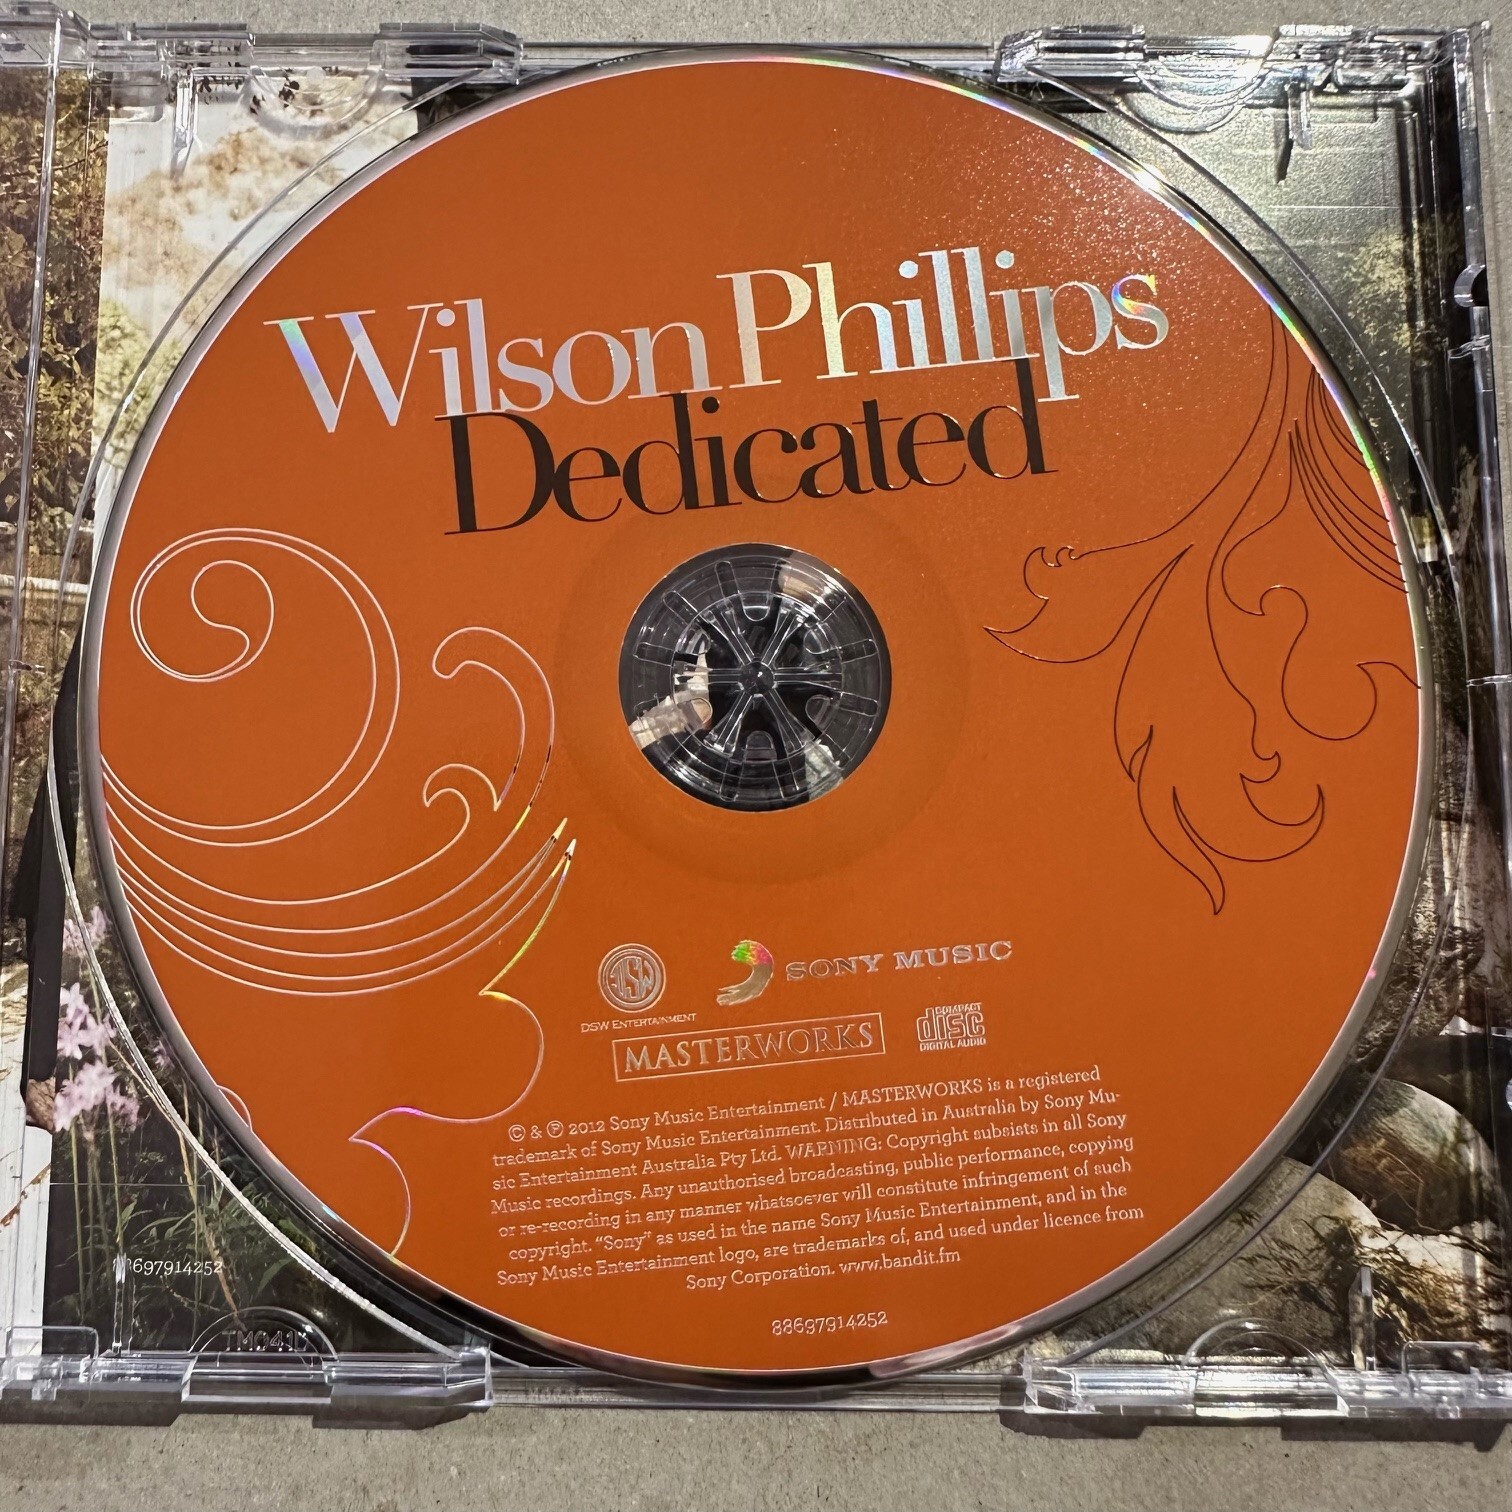 Wilson Phillips
Dedicated
DSW
DSW ENTERTAINMENT
SONY MUSIC
MASTERWORKS
COMPACT
disc
DIGITAL AUDIO
© & ℗ 2012 Sony Music Entertainment / MASTERWORKS is a registered
trademark of Sony Music Entertainment. Distributed in Australia by Sony Mu-
sic Entertainment Australia Pty Ltd. WARNING: Copyright subsists in all Sony
Music recordings. Any unauthorised broadcasting, public performance, copying
or re-recording in any manner whatsoever will constitute infringement of such
copyright. “Sony” as used in the name Sony Music Entertainment, and in the
Sony Music Entertainment logo, are trademarks of, and used under licence from
Sony Corporation. www.bandit.fm
88697914252
88697914252